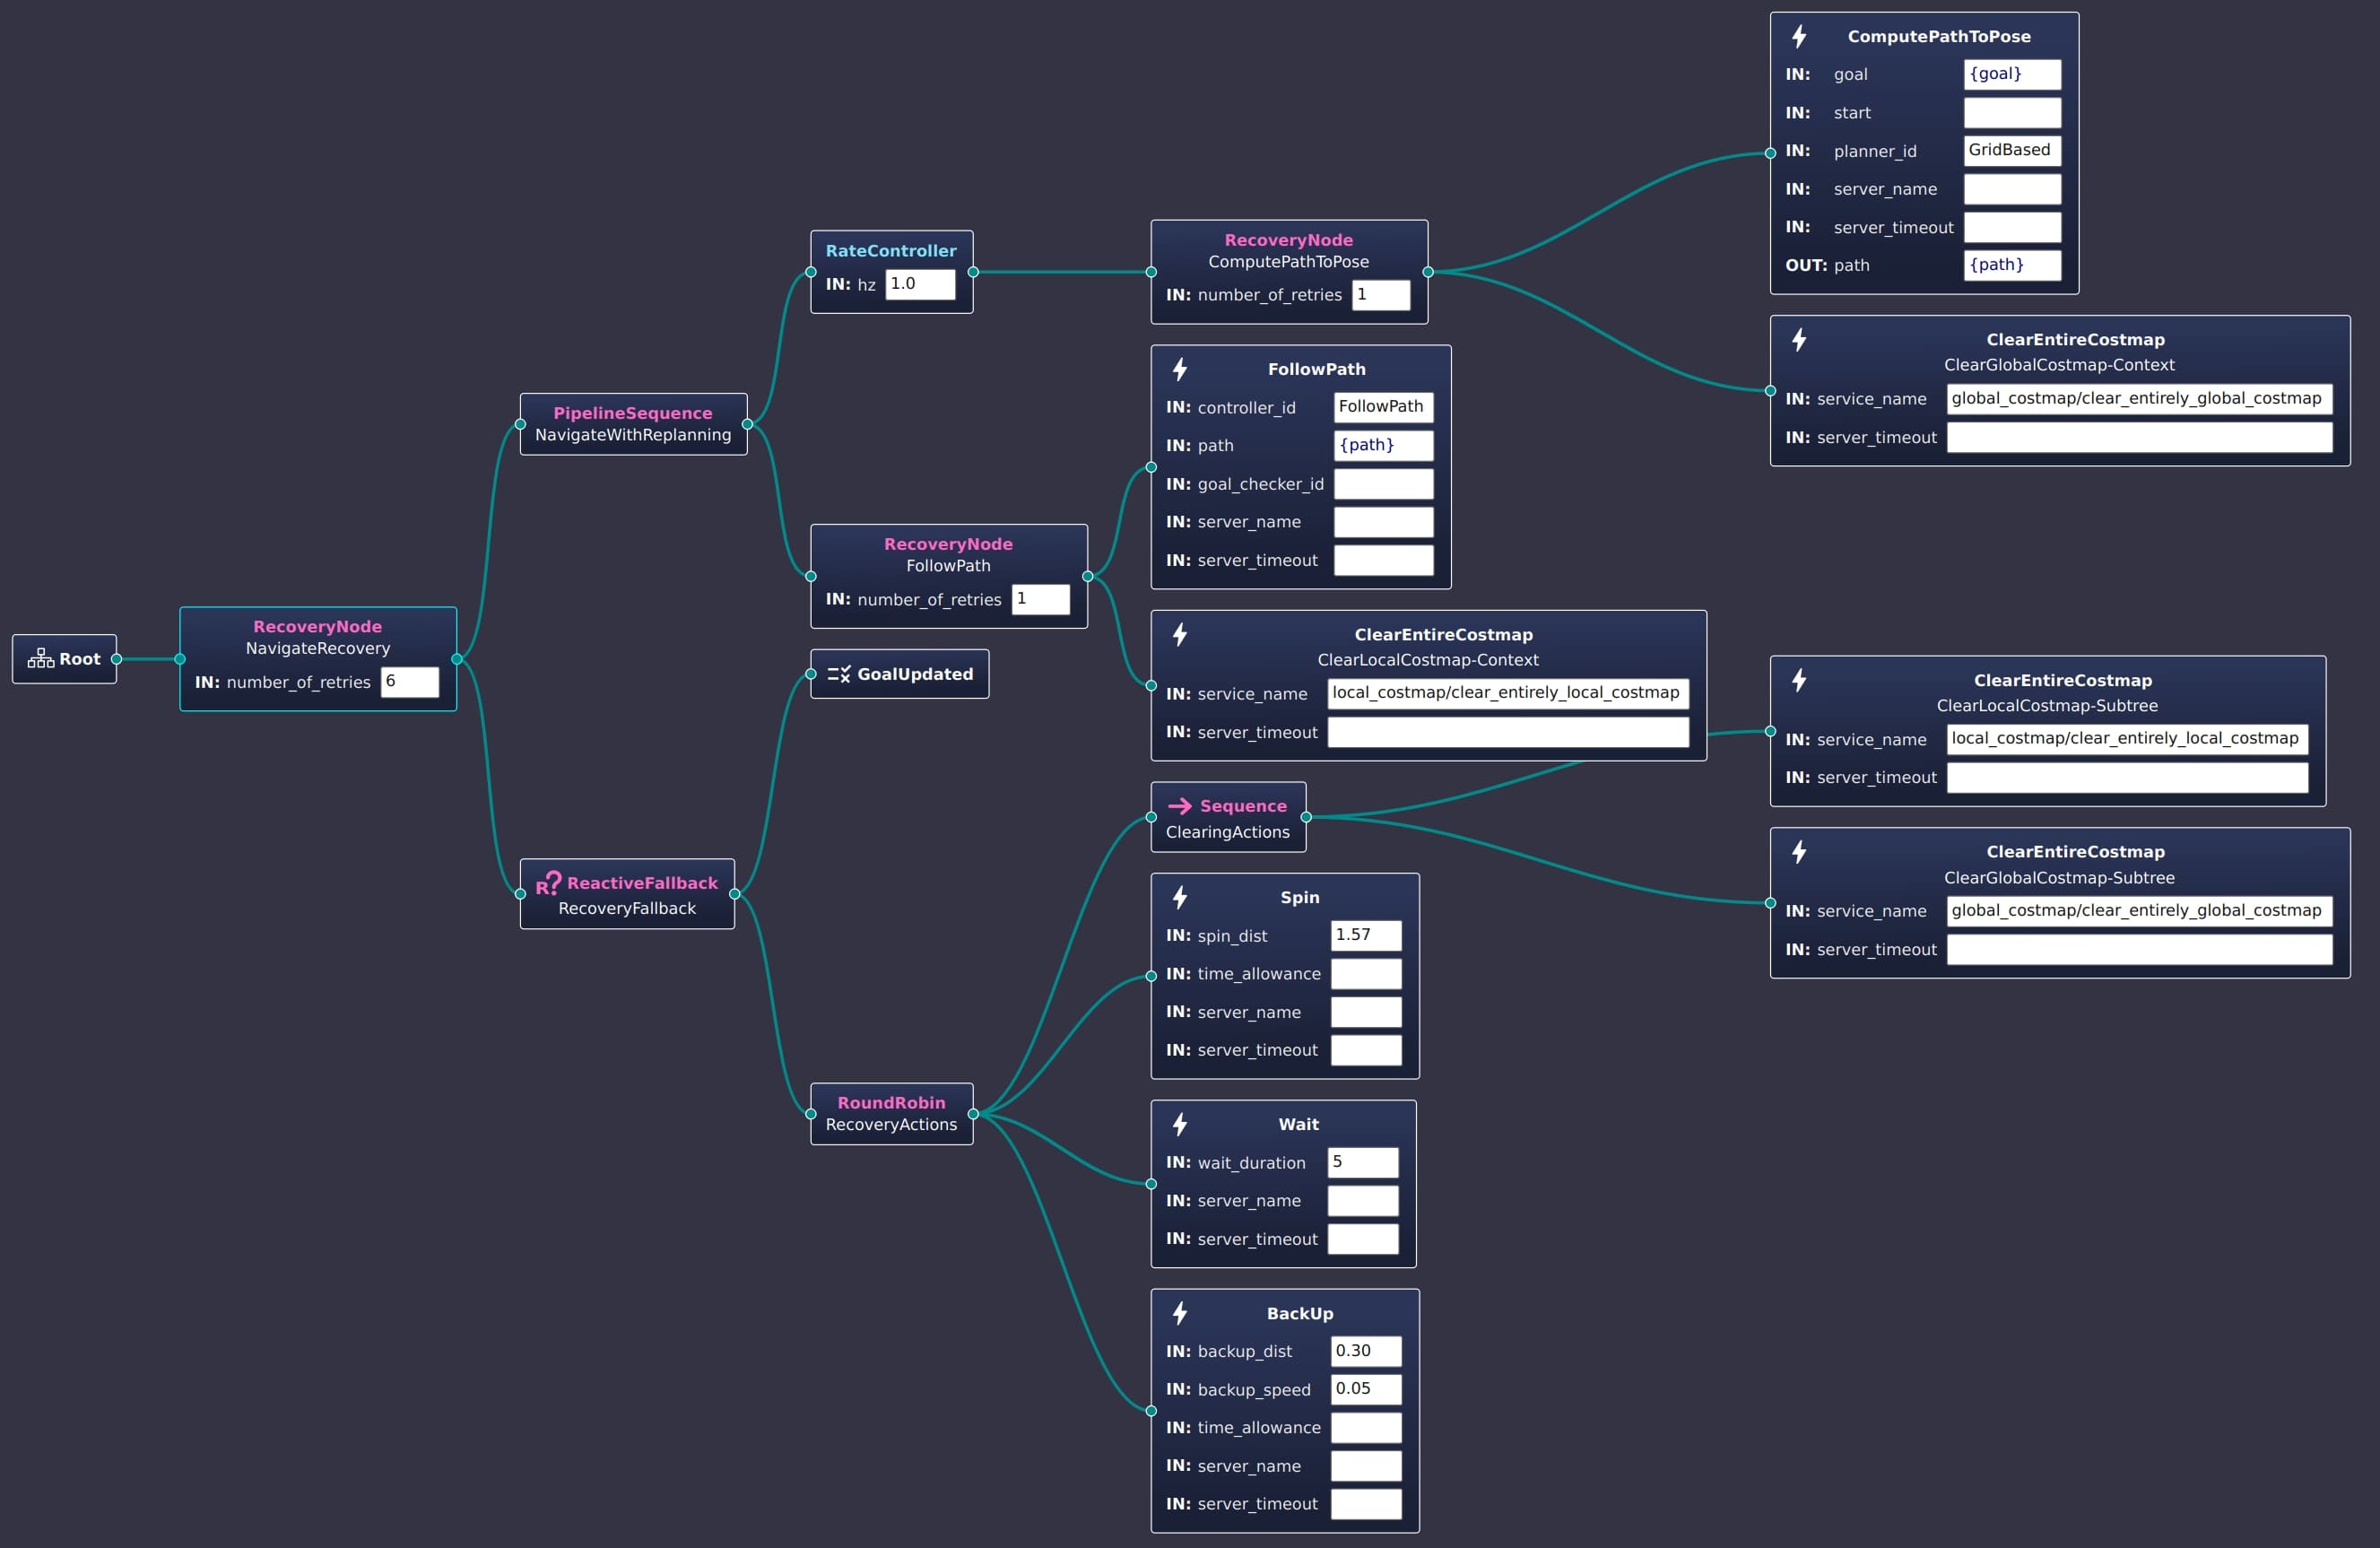 Root
RecoveryNode
NavigateRecovery
IN: number_of_retries 6
PipelineSequence
NavigateWithReplanning
RateController
IN: hz 1.0
RecoveryNode
ComputePathToPose
IN: number_of_retries 1
ComputePathToPose
IN: goal {goal}
IN: start
IN: planner_id GridBased
IN: server_name
IN: server_timeout
OUT: path {path}
ClearEntireCostmap
ClearGlobalCostmap-Context
IN: service_name global_costmap/clear_entirely_global_costmap
IN: server_timeout
RecoveryNode
FollowPath
IN: number_of_retries 1
FollowPath
IN: controller_id FollowPath
IN: path {path}
IN: goal_checker_id
IN: server_name
IN: server_timeout
ClearEntireCostmap
ClearLocalCostmap-Context
IN: service_name local_costmap/clear_entirely_local_costmap
IN: server_timeout
R? ReactiveFallback
RecoveryFallback
GoalUpdated
RoundRobin
RecoveryActions
Sequence
ClearingActions
ClearEntireCostmap
ClearLocalCostmap-Subtree
IN: service_name local_costmap/clear_entirely_local_costmap
IN: server_timeout
ClearEntireCostmap
ClearGlobalCostmap-Subtree
IN: service_name global_costmap/clear_entirely_global_costmap
IN: server_timeout
Spin
IN: spin_dist 1.57
IN: time_allowance
IN: server_name
IN: server_timeout
Wait
IN: wait_duration 5
IN: server_name
IN: server_timeout
BackUp
IN: backup_dist 0.30
IN: backup_speed 0.05
IN: time_allowance
IN: server_name
IN: server_timeout